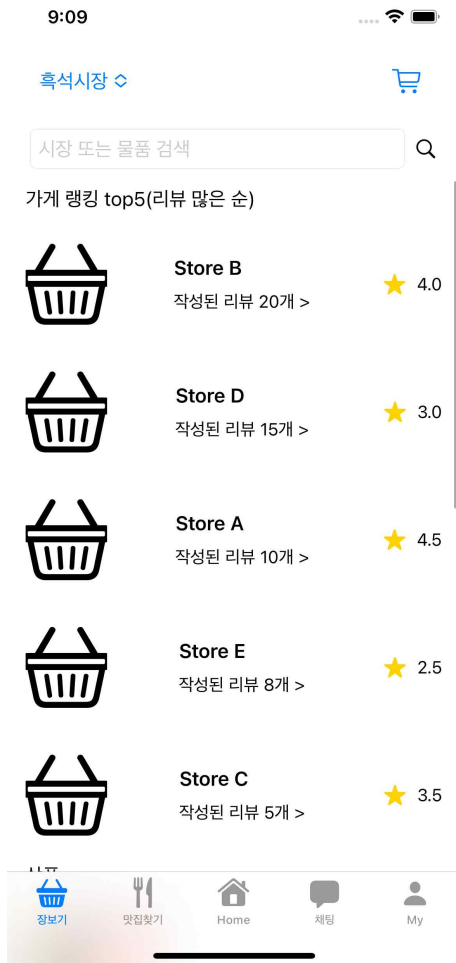 9:09
흑석시장
시장 또는 물품 검색
가게 랭킹 top5(리뷰 많은 순)
Store B
작성된 리뷰 20개 >
4.0
Store D
작성된 리뷰 15개 >
3.0
Store A
작성된 리뷰 10개 >
4.5
Store E
작성된 리뷰 8개 >
2.5
Store C
작성된 리뷰 5개 >
3.5
장보기
맛집찾기
Home
채팅
My